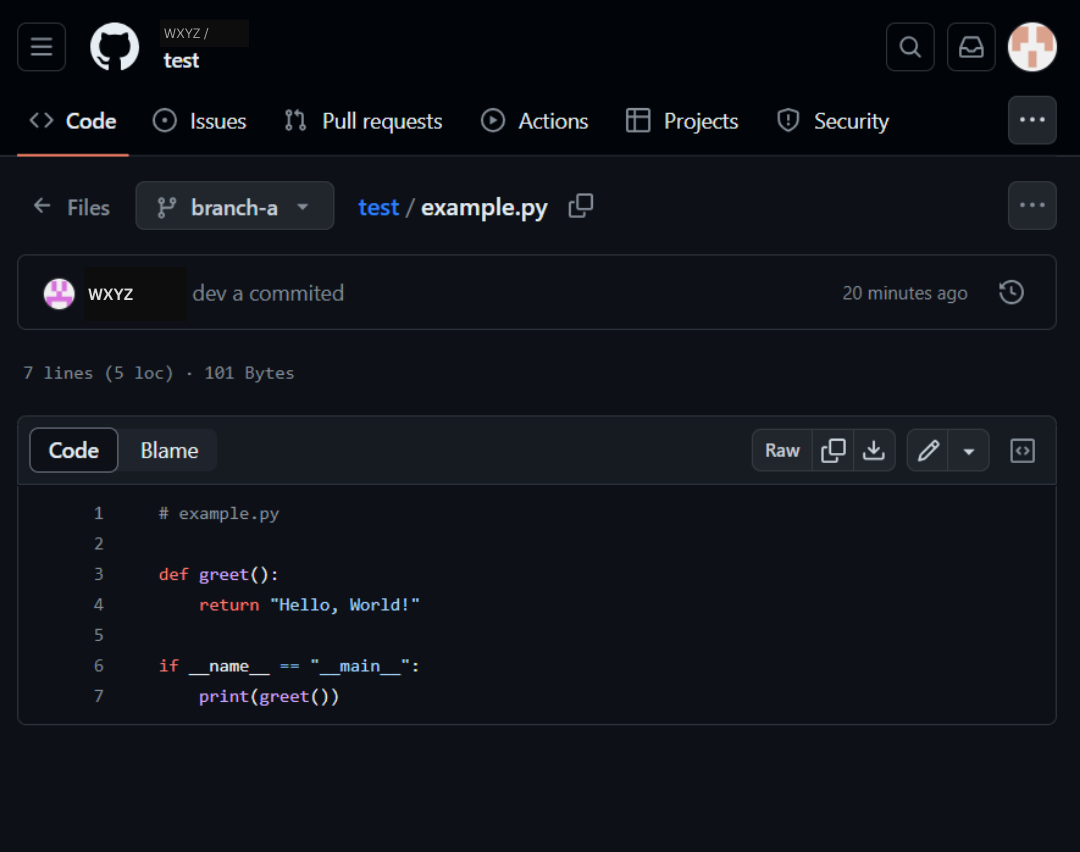 WXYZ /
test
Code Issues Pull requests Actions Projects Security
Files branch-a test / example.py
WXYZ dev a commited 20 minutes ago
7 lines (5 loc) · 101 Bytes
Code Blame Raw
1 # example.py
2
3 def greet():
4     return "Hello, World!"
5
6 if __name__ == "__main__":
7     print(greet())